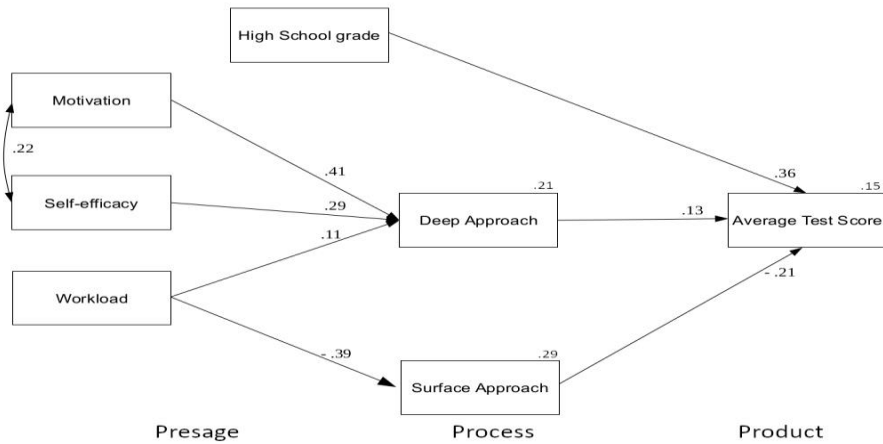 High School grade
Motivation
.22
.41
.36
.15
.21
Self-efficacy
.29
Deep Approach
.13
Average Test Score
.11
Workload
- .21
- .39
.29
Surface Approach
Presage
Process
Product